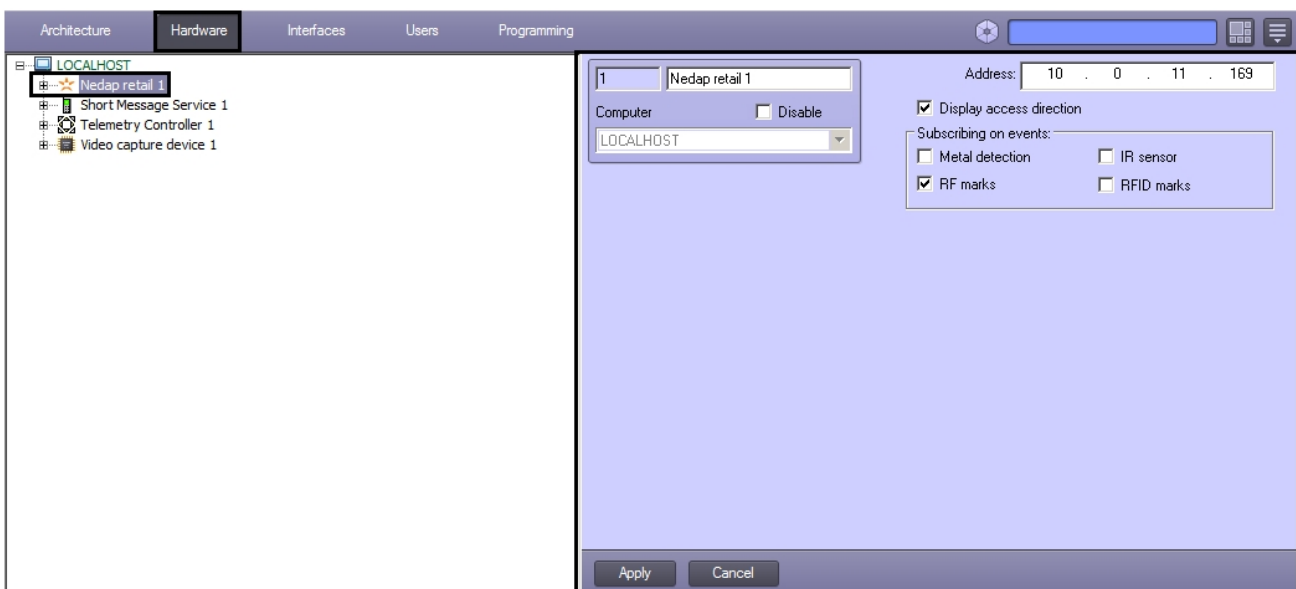 Architecture Hardware Interfaces Users Programming
LOCALHOST
Nedap retail 1
Short Message Service 1
Telemetry Controller 1
Video capture device 1
1 Nedap retail 1
Computer Disable
LOCALHOST
Address: 10 . 0 . 11 . 169
Display access direction
Subscribing on events:
Metal detection IR sensor
RF marks RFID marks
Apply Cancel